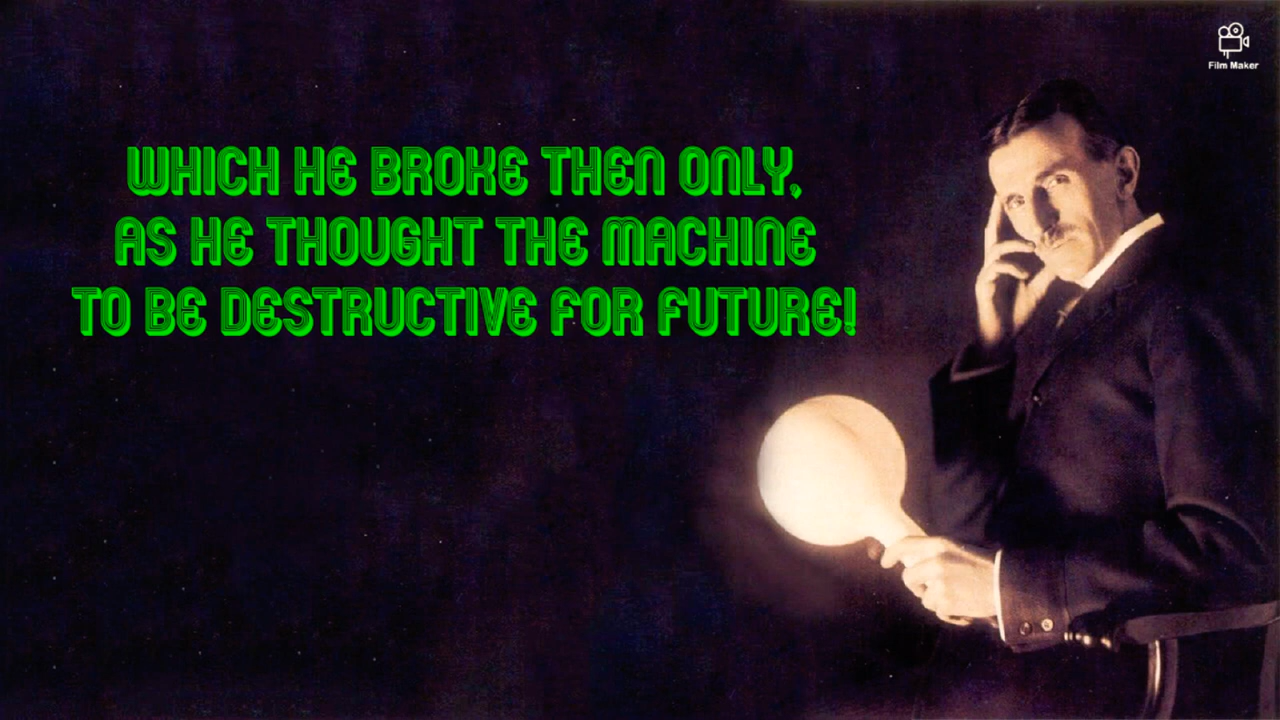 WHICH HE BROKE THEN ONLY,
AS HE THOUGHT THE MACHINE
TO BE DESTRUCTIVE FOR FUTURE!
Film Maker